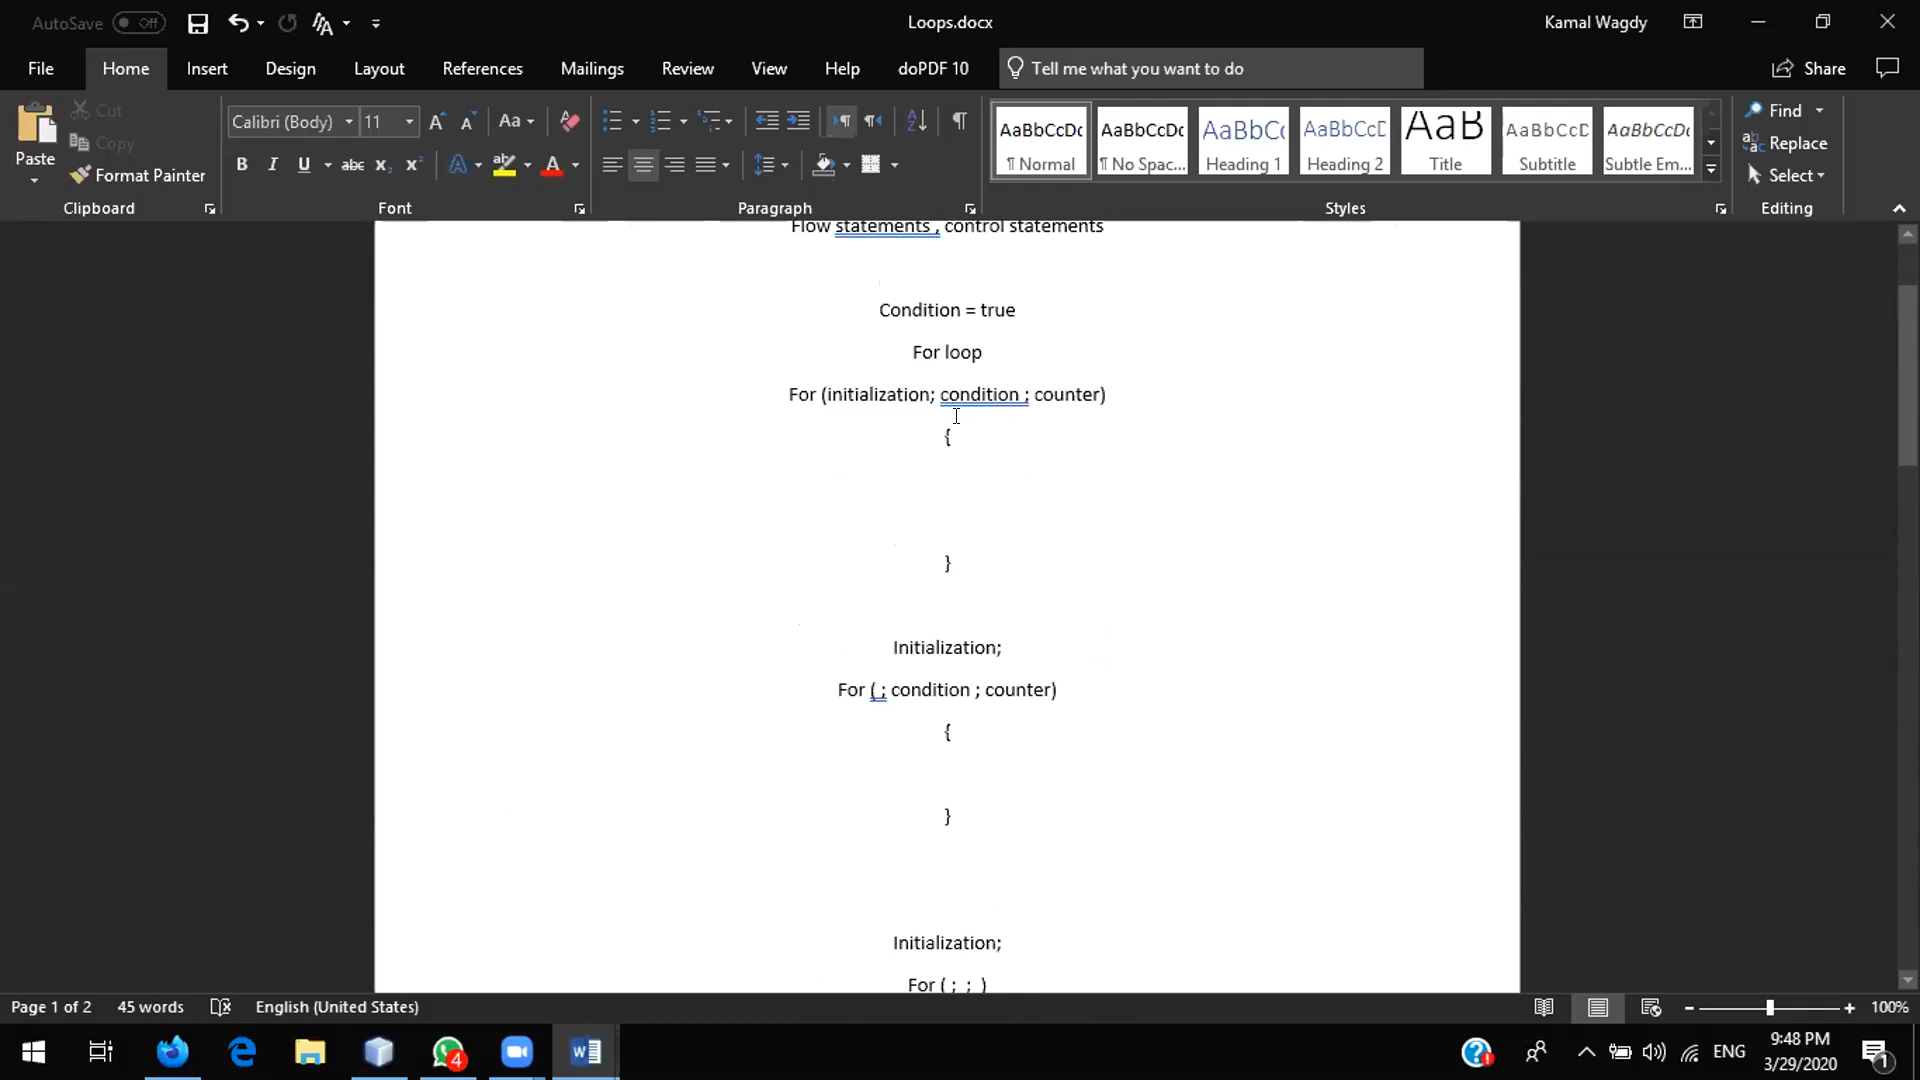 AutoSave Off
Loops.docx
Kamal Wagdy
File Home Insert Design Layout References Mailings Review View Help doPDF 10 Tell me what you want to do Share
Paste
Cut
Copy
Format Painter
Clipboard
Calibri (Body) 11
Font
Paragraph
AaBbCcDc ¶ Normal
AaBbCcDc ¶ No Spac...
AaBbCc Heading 1
AaBbCcD Heading 2
AaB Title
AaBbCcD Subtitle
AaBbCcDc Subtle Em...
Styles
Find
Replace
Select
Editing
Flow statements , control statements
Condition = true
For loop
For (initialization; condition ; counter)
{
}
Initialization;
For ( ; condition ; counter)
{
}
Initialization;
For ( ; ; )
Page 1 of 2 45 words English (United States) 100%
4
ENG
9:48 PM
3/29/2020
1